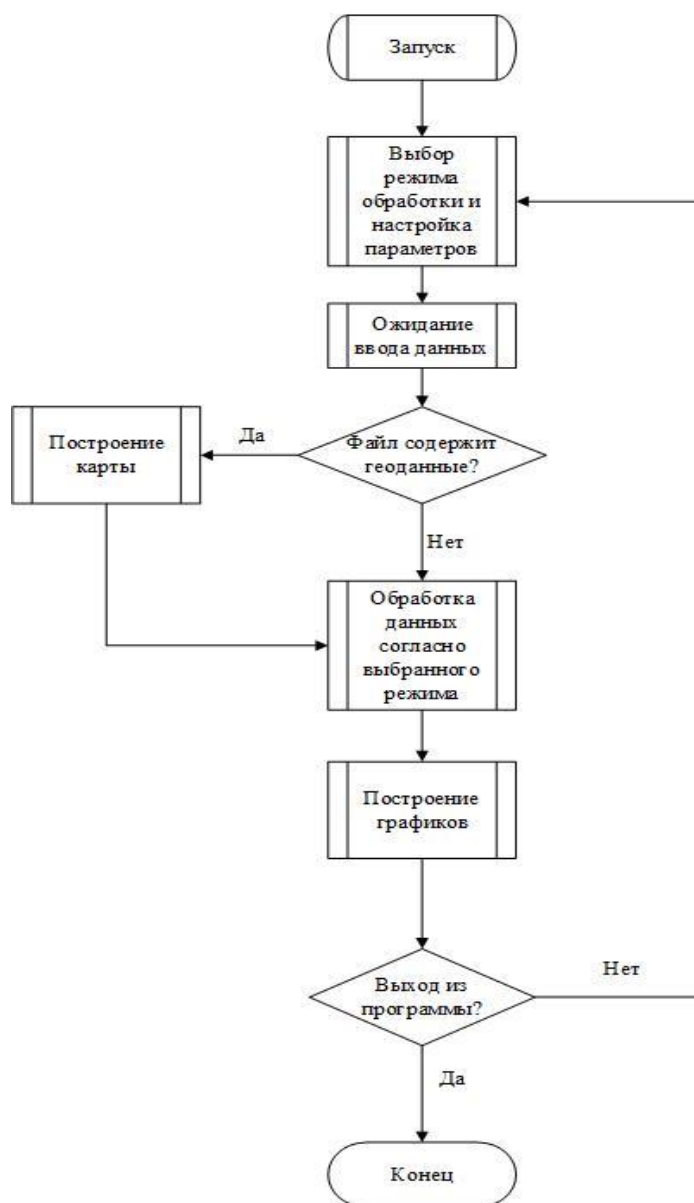 Запуск
Выбор
режима
обработки и
настройка
параметров
Ожидание
ввода данных
Файл содержит
геоданные?
Да
Построение
карты
Нет
Обработка
данных
согласно
выбранного
режима
Построение
графиков
Выход из
программы?
Нет
Да
Конец